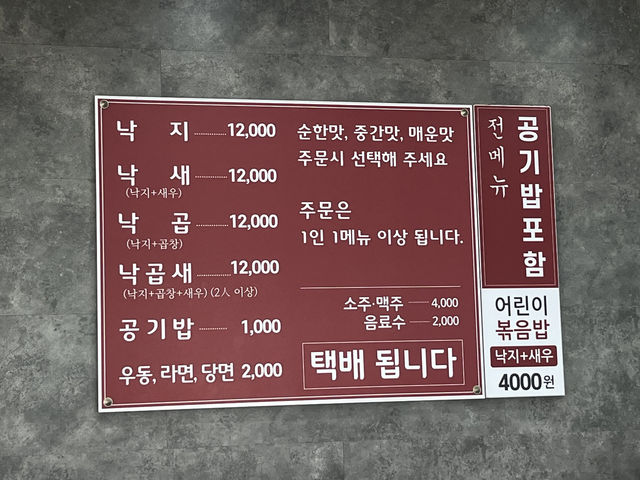 낙 지 ............ 12,000
낙 새 ............ 12,000
(낙지+새우)
낙 곱 ............ 12,000
(낙지+곱창)
낙곱새 ............ 12,000
(낙지+곱창+새우) (2人 이상)
공기밥 ............ 1,000
우동, 라면, 당면 2,000
순한맛, 중간맛, 매운맛
주문시 선택해 주세요
주문은
1인 1메뉴 이상 됩니다.
소주·맥주 —— 4,000
음료수 —— 2,000
택배 됩니다
전메뉴
공기밥포함
어린이
볶음밥
낙지+새우
4000원